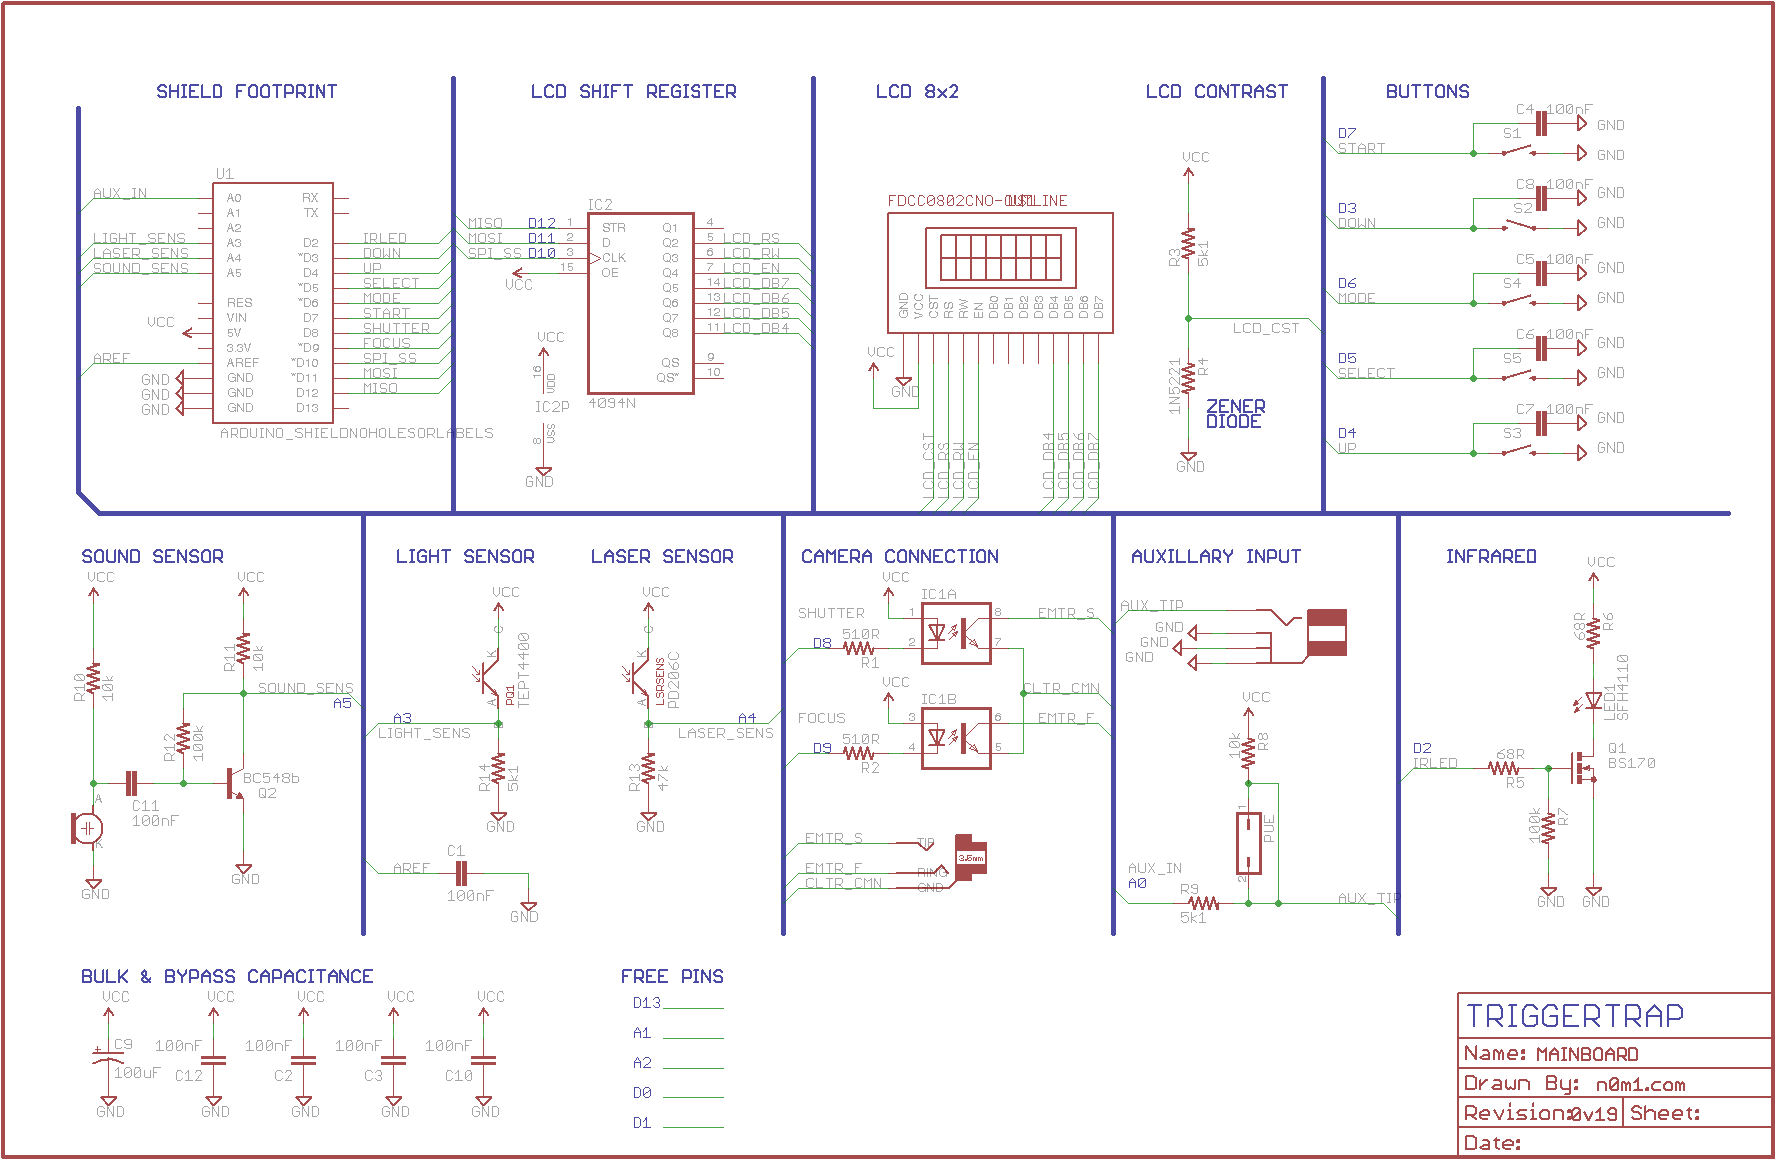 SHIELD FOOTPRINT
U1
AUX_IN
LIGHT_SENS
LASER_SENS
SOUND_SENS
VCC
AREF
GND
GND
GND
A0
A1
A2
A3
A4
A5
RES
VIN
5V
3.3V
AREF
GND
GND
GND
RX
TX
D2
*D3
D4
*D5
*D6
D7
D8
*D9
*D10
*D11
D12
D13
IRLED
DOWN
UP
SELECT
MODE
START
SHUTTER
FOCUS
SPI_SS
MOSI
MISO
ARDUINO_SHIELDNOHOLESORLABELS
LCD SHIFT REGISTER
IC2
MISO D12 1 STR
MOSI D11 2 D
SPI_SS D10 3 CLK
15 OE
VCC
Q1 4
Q2 5 LCD_RS
Q3 6 LCD_RW
Q4 7 LCD_EN
Q5 14 LCD_DB7
Q6 13 LCD_DB6
Q7 12 LCD_DB5
Q8 11 LCD_DB4
QS 9
QS* 10
4094N
VCC
16 VDD
IC2P
8 VSS
GND
LCD 8x2
FDCC0802CNO-OUTLINE
GND
VCC
CST
RS
RW
EN
DB0
DB1
DB2
DB3
DB4
DB5
DB6
DB7
VCC
GND
LCD_CST
LCD_RS
LCD_RW
LCD_EN
LCD_DB4
LCD_DB5
LCD_DB6
LCD_DB7
LCD CONTRAST
VCC
R3
5k1
LCD_CST
1N5221
R4
ZENER
DIODE
GND
BUTTONS
D7
START
C4 100nF GND
S1 GND
D3
DOWN
C8 100nF GND
S2 GND
D6
MODE
C5 100nF GND
S4 GND
D5
SELECT
C6 100nF GND
S5 GND
D4
UP
C7 100nF GND
S3 GND
SOUND SENSOR
VCC
VCC
R10
10k
R11
10k
SOUND_SENS
A5
R12
100k
BC548b
Q2
C11
100nF
A
K
GND
GND
LIGHT SENSOR
VCC
C
K
A
PQ1
TEPT4400
A3
LIGHT_SENS
R14
5k1
GND
AREF
C1
100nF
GND
LASER SENSOR
VCC
C
K
A
LSRSENS
PD206C
A4
LASER_SENS
R13
47k
GND
CAMERA CONNECTION
VCC
IC1A
SHUTTER
D8
510R
R1
1
2
8
7
EMTR_S
CLTR_CMN
VCC
IC1B
FOCUS
D9
510R
R2
3
4
6
5
EMTR_F
EMTR_S
TIP
EMTR_F
RING
CLTR_CMN
GND
3.5mm
AUXILLARY INPUT
AUX_TIP
GND
GND
GND
VCC
10k
R8
1
PUE
2
AUX_IN
A0
R9
5k1
AUX_TIP
INFRARED
VCC
68R
R6
LED1
SFH4110
D2
IRLED
68R
R5
Q1
BS170
100k
R7
GND
GND
BULK & BYPASS CAPACITANCE
VCC VCC VCC VCC VCC
+
C9
100uF
100nF
C12
100nF
C2
100nF
C3
100nF
C10
GND GND GND GND GND
FREE PINS
D13
A1
A2
D0
D1
TRIGGERTRAP
Name: MAINBOARD
Drawn By: n0m1.com
Revision:0v19 Sheet:
Date: